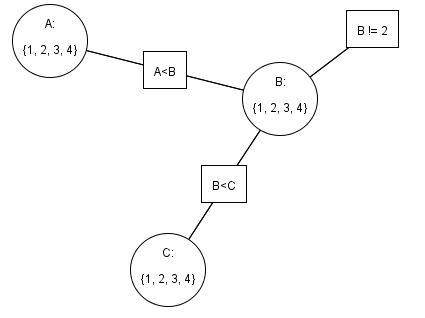 A:
{1, 2, 3, 4}
A<B
B:
{1, 2, 3, 4}
B != 2
B<C
C:
{1, 2, 3, 4}